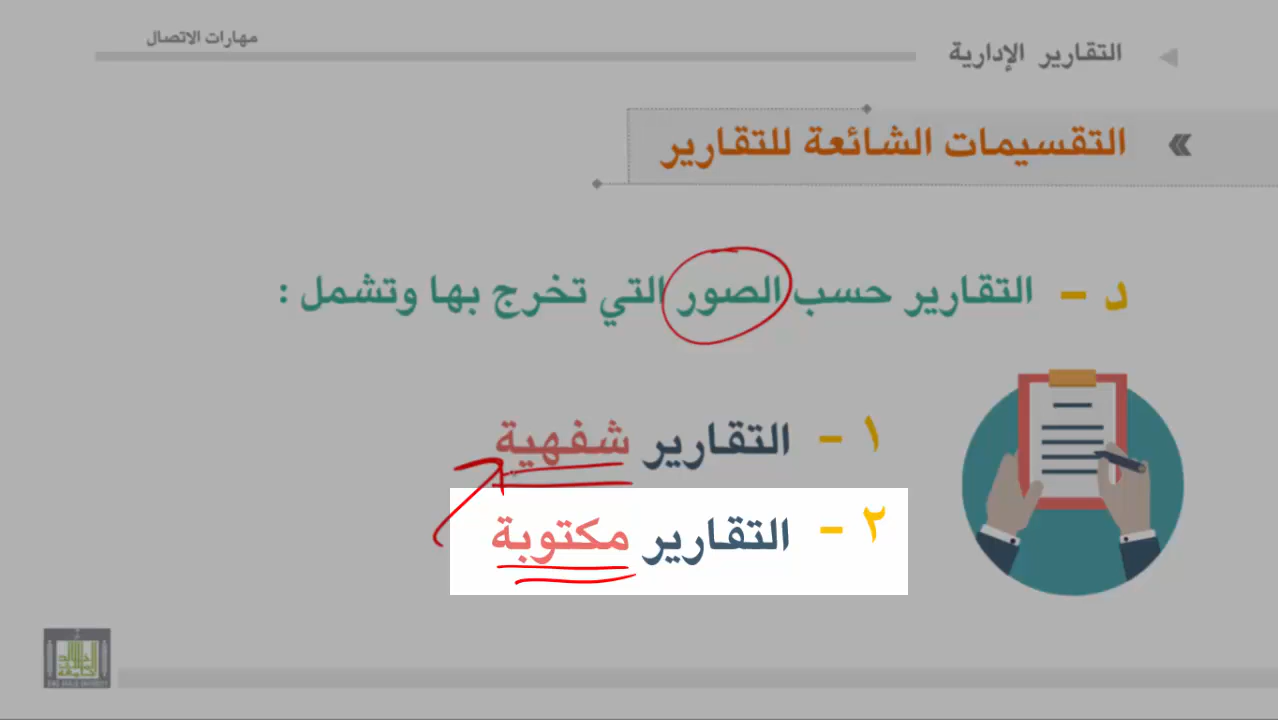 مهارات الاتصال
التقارير الإدارية
التقسيمات الشائعة للتقارير
د – التقارير حسب الصور التي تخرج بها وتشمل :
١ – التقارير شفهية
٢ – التقارير مكتوبة